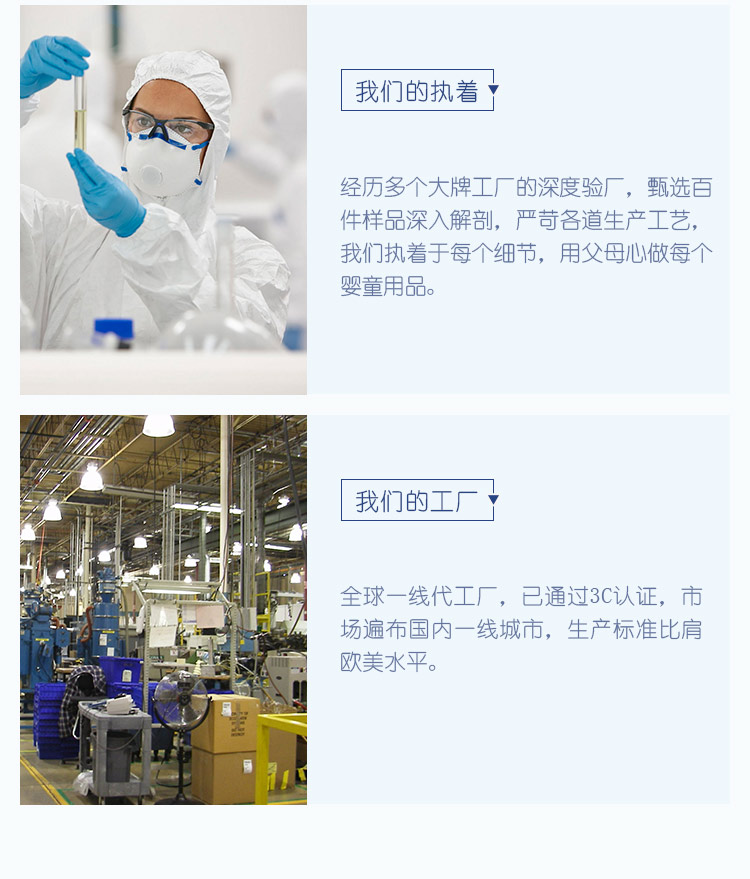 我们的执着
经历多个大牌工厂的深度验厂，甄选百
件样品深入解剖，严苛各道生产工艺，
我们执着于每个细节，用父母心做每个
婴童用品。
我们的工厂
全球一线代工厂，已通过3C认证，市
场遍布国内一线城市，生产标准比肩
欧美水平。